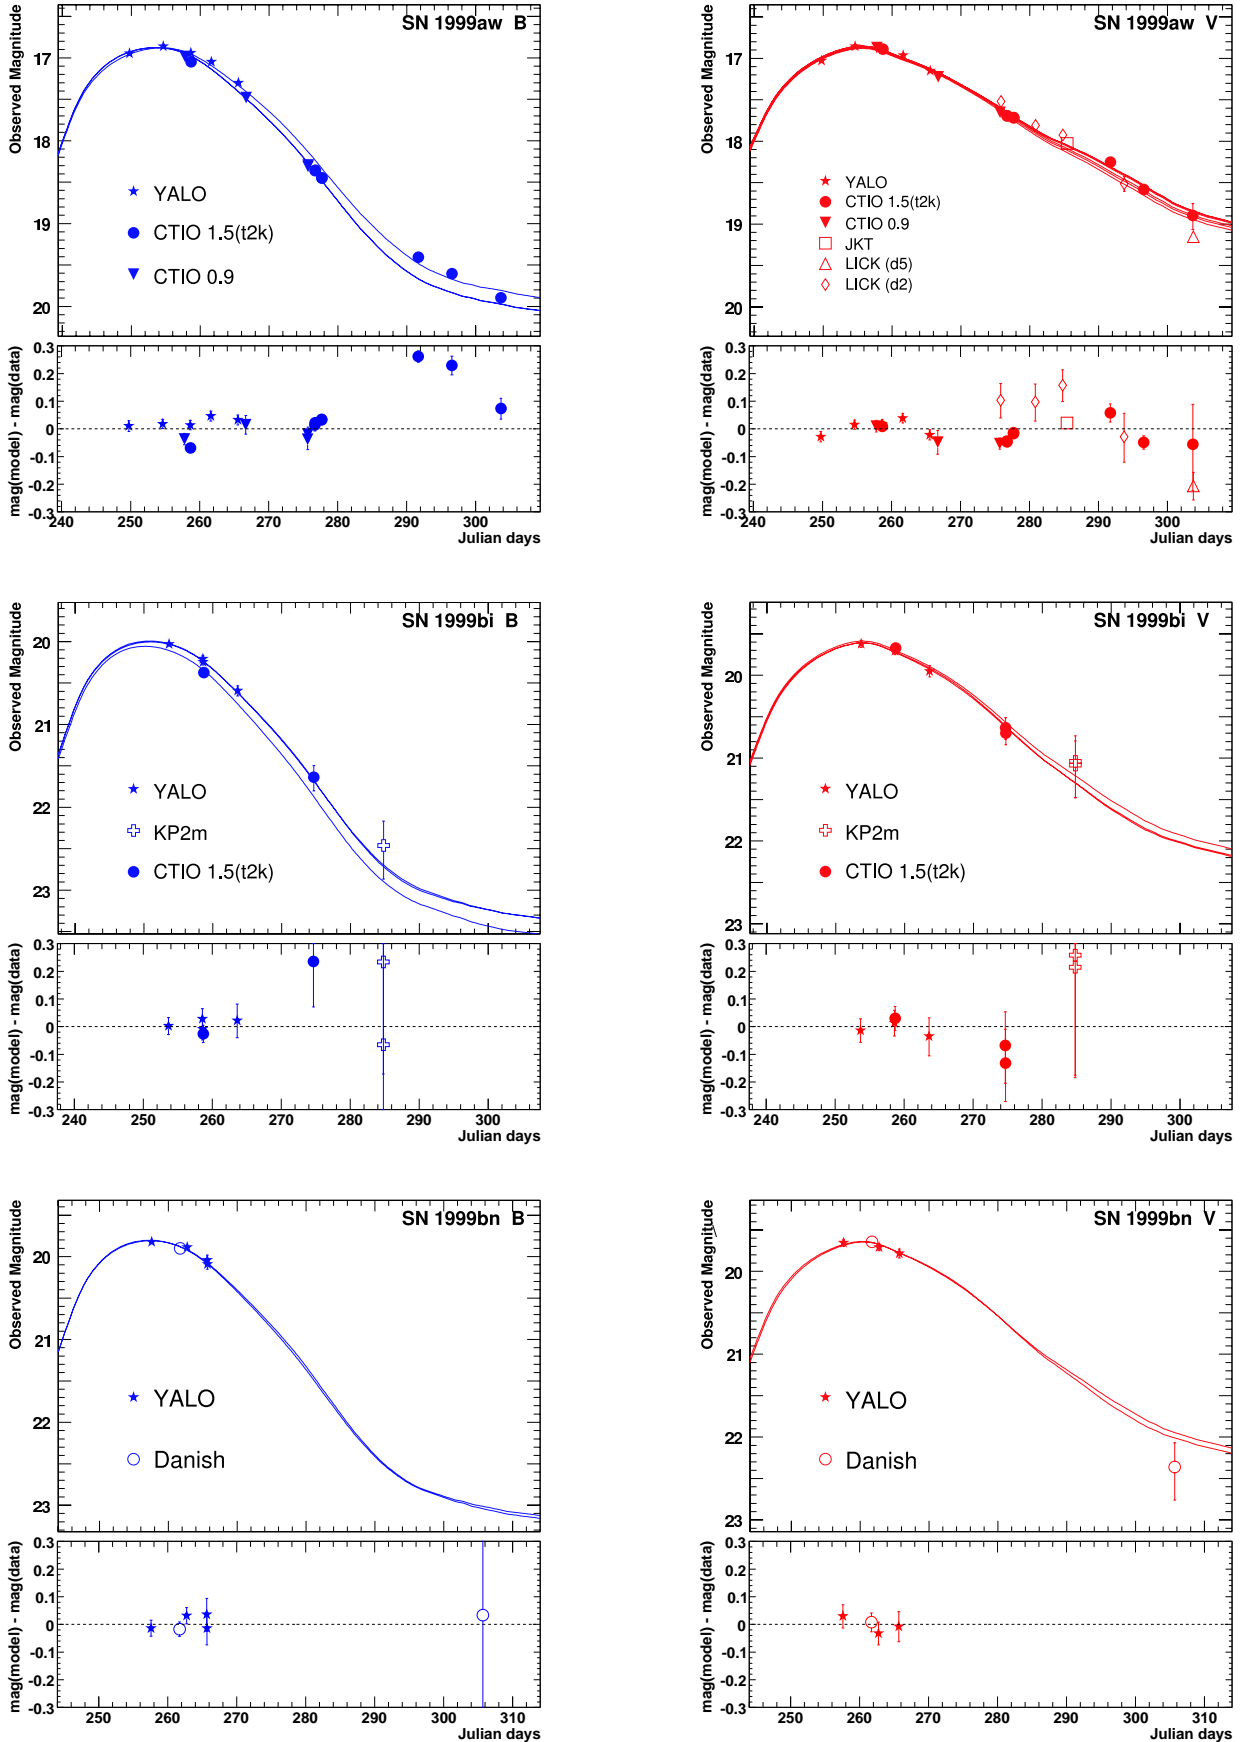 SN 1999aw B
Observed Magnitude
17
18
19
20
YALO
CTIO 1.5(t2k)
CTIO 0.9
mag(model) - mag(data)
0.3
0.2
0.1
0
-0.1
-0.2
-0.3
240 250 260 270 280 290 300
Julian days
SN 1999aw V
Observed Magnitude
17
18
19
20
YALO
CTIO 1.5(t2k)
CTIO 0.9
JKT
LICK (d5)
LICK (d2)
mag(model) - mag(data)
0.3
0.2
0.1
0
-0.1
-0.2
-0.3
240 250 260 270 280 290 300
Julian days
SN 1999bi B
Observed Magnitude
20
21
22
23
YALO
KP2m
CTIO 1.5(t2k)
mag(model) - mag(data)
0.3
0.2
0.1
0
-0.1
-0.2
-0.3
240 250 260 270 280 290 300
Julian days
SN 1999bi V
Observed Magnitude
20
21
22
23
YALO
KP2m
CTIO 1.5(t2k)
mag(model) - mag(data)
0.3
0.2
0.1
0
-0.1
-0.2
-0.3
240 250 260 270 280 290 300
Julian days
SN 1999bn B
Observed Magnitude
20
21
22
23
YALO
Danish
mag(model) - mag(data)
0.3
0.2
0.1
0
-0.1
-0.2
-0.3
250 260 270 280 290 300 310
Julian days
SN 1999bn V
Observed Magnitude
20
21
22
23
YALO
Danish
mag(model) - mag(data)
0.3
0.2
0.1
0
-0.1
-0.2
-0.3
250 260 270 280 290 300 310
Julian days